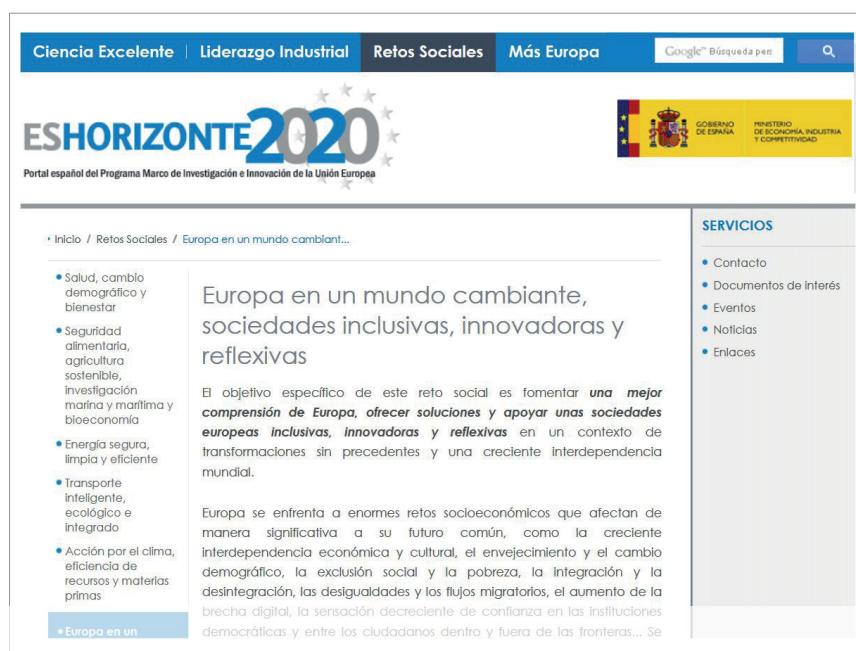 Ciencia Excelente | Liderazgo Industrial Retos Sociales Más Europa Google™ Búsqueda per
ESHORIZONTE2020
Portal español del Programa Marco de Investigación e Innovación de la Unión Europea
GOBIERNO DE ESPAÑA
MINISTERIO DE ECONOMÍA, INDUSTRIA Y COMPETITIVIDAD
Inicio / Retos Sociales / Europa en un mundo cambiant...
• Salud, cambio
demográfico y
bienestar
• Seguridad
alimentaria,
agricultura
sostenible,
investigación
marina y marítima y
bioeconomía
• Energía segura,
limpia y eficiente
• Transporte
inteligente,
ecológico e
integrado
• Acción por el clima,
eficiencia de
recursos y materias
primas
• Europa en un
Europa en un mundo cambiante,
sociedades inclusivas, innovadoras y
reflexivas
El objetivo específico de este reto social es fomentar una mejor
comprensión de Europa, ofrecer soluciones y apoyar unas sociedades
europeas inclusivas, innovadoras y reflexivas en un contexto de
transformaciones sin precedentes y una creciente interdependencia
mundial.
Europa se enfrenta a enormes retos socioeconómicos que afectan de
manera significativa a su futuro común, como la creciente
interdependencia económica y cultural, el envejecimiento y el cambio
demográfico, la exclusión social y la pobreza, la integración y la
desintegración, las desigualdades y los flujos migratorios, el aumento de la
brecha digital, la sensación decreciente de confianza en las instituciones
democráticas y entre los ciudadanos dentro y fuera de las fronteras... Se
SERVICIOS
• Contacto
• Documentos de interés
• Eventos
• Noticias
• Enlaces